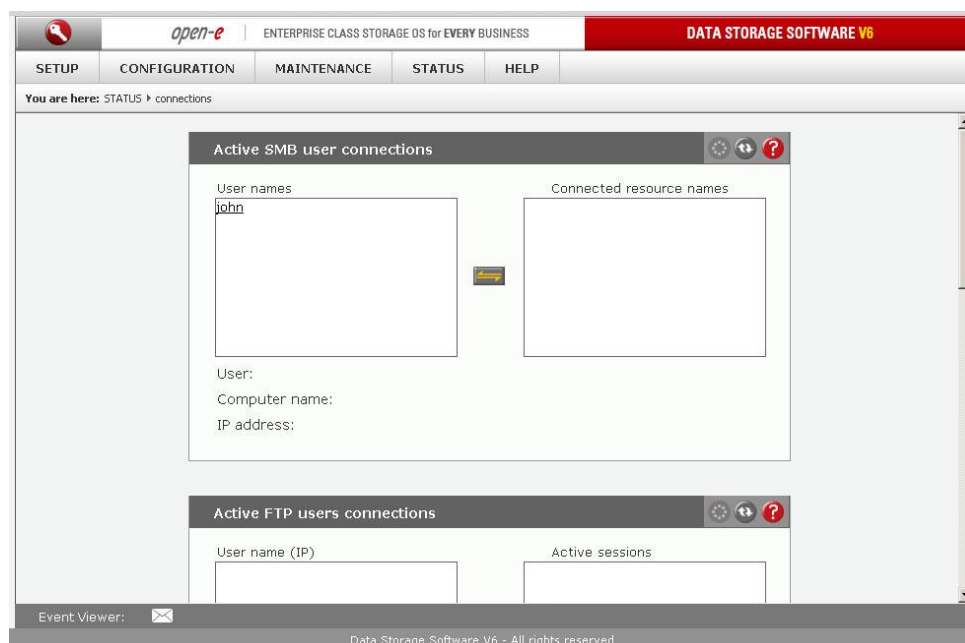 open-e
ENTERPRISE CLASS STORAGE OS for EVERY BUSINESS
DATA STORAGE SOFTWARE V6
SETUP
CONFIGURATION
MAINTENANCE
STATUS
HELP
You are here: STATUS connections
Active SMB user connections
?
User names
Connected resource names
john
User:
Computer name:
IP address:
Active FTP users connections
?
User name (IP)
Active sessions
Event Viewer:
Data Storage Software V6 - All rights reserved